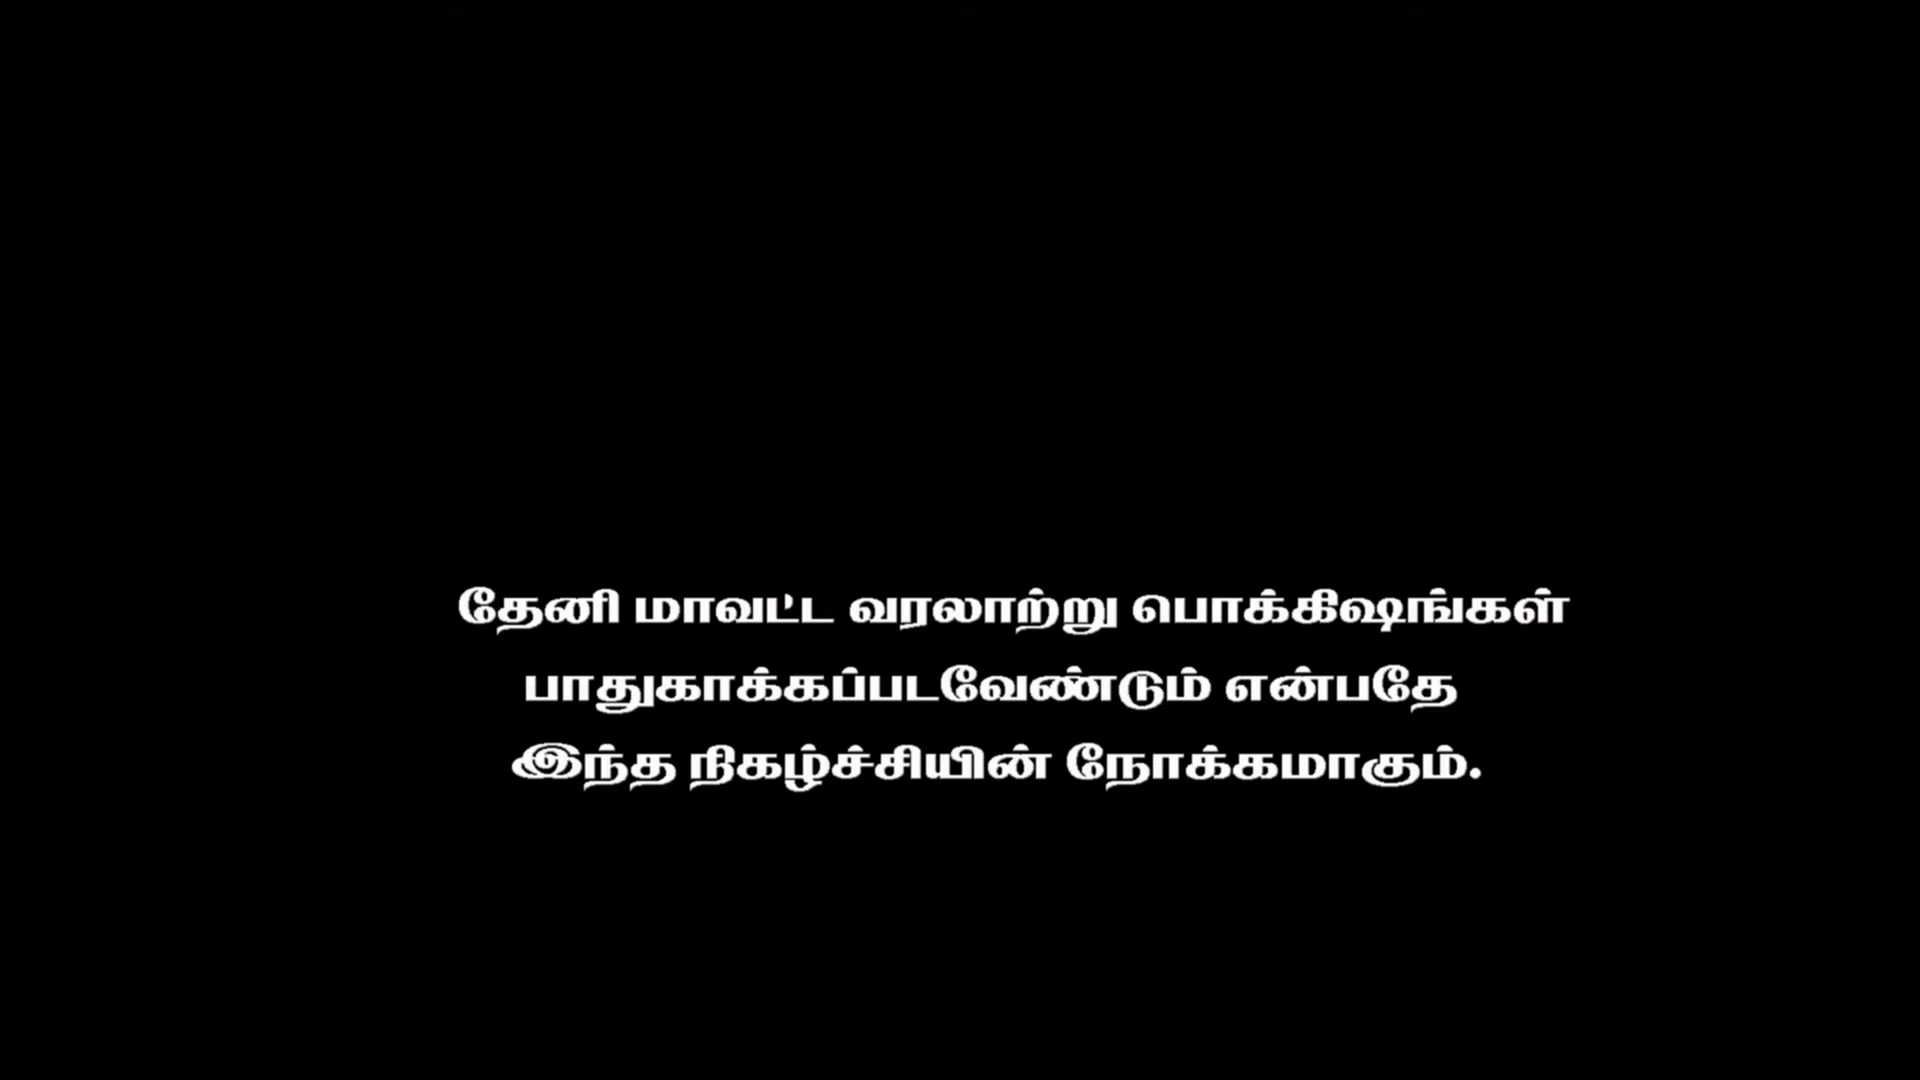 தேனி மாவட்ட வரலாற்று பொக்கிஷங்கள்
பாதுகாக்கப்படவேண்டும் என்பதே
இந்த நிகழ்ச்சியின் நோக்கமாகும்.